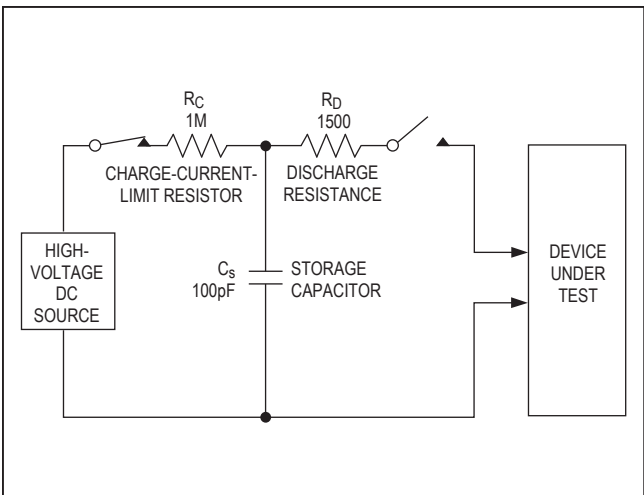 RC
1M
CHARGE-CURRENT-
LIMIT RESISTOR
RD
1500
DISCHARGE
RESISTANCE
HIGH-
VOLTAGE
DC
SOURCE
Cs
100pF
STORAGE
CAPACITOR
DEVICE
UNDER
TEST